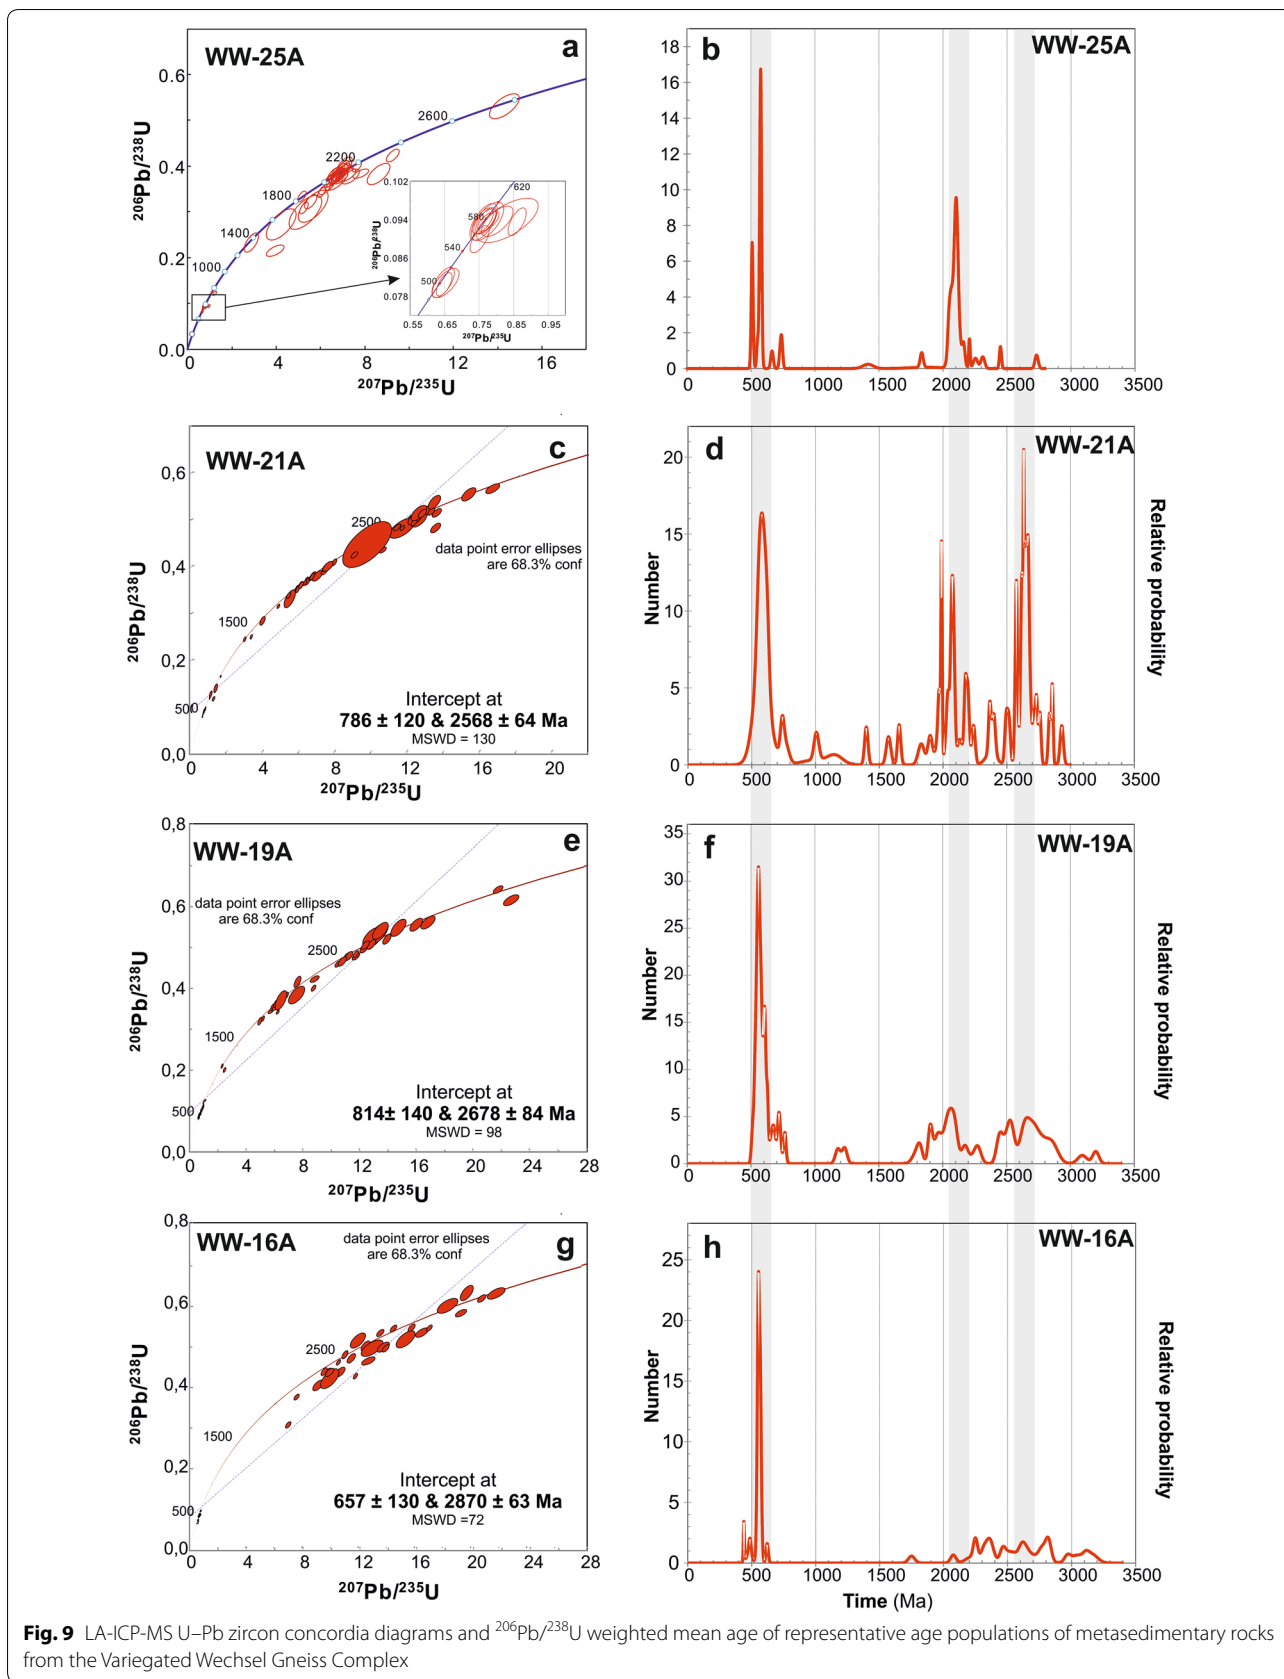 WW-25A
a
0.6
0.4
0.2
0.0
206Pb/238U
2600
2200
1800
1400
1000
0.102
0.094
0.086
0.078
206Pb/238U
620
580
540
500
0.55 0.65 0.75 0.85 0.95
207Pb/235U
0 4 8 12 16
207Pb/235U
b
WW-25A
18
16
14
12
10
8
6
4
2
0
0 500 1000 1500 2000 2500 3000 3500
WW-21A
c
0,6
0,4
0,2
0,0
206Pb/238U
2500
1500
500
data point error ellipses
are 68.3% conf
Intercept at
786 ± 120 & 2568 ± 64 Ma
MSWD = 130
0 4 8 12 16 20
207Pb/235U
d
WW-21A
20
15
10
5
0
Number
Relative probability
0 500 1000 1500 2000 2500 3000 3500
WW-19A
e
0,8
0,6
0,4
0,2
0,0
206Pb/238U
data point error ellipses
are 68.3% conf
2500
1500
500
Intercept at
814± 140 & 2678 ± 84 Ma
MSWD = 98
0 4 8 12 16 20 24 28
207Pb/235U
f
WW-19A
35
30
25
20
15
10
5
0
Number
Relative probability
0 500 1000 1500 2000 2500 3000 3500
WW-16A
g
0,8
0,6
0,4
0,2
0,0
206Pb/238U
data point error ellipses
are 68.3% conf
2500
1500
500
Intercept at
657 ± 130 & 2870 ± 63 Ma
MSWD =72
0 4 8 12 16 20 24 28
207Pb/235U
h
WW-16A
25
20
15
10
5
0
Number
Relative probability
0 500 1000 1500 2000 2500 3000 3500
Time (Ma)
Fig. 9 LA-ICP-MS U–Pb zircon concordia diagrams and 206Pb/238U weighted mean age of representative age populations of metasedimentary rocks
from the Variegated Wechsel Gneiss Complex